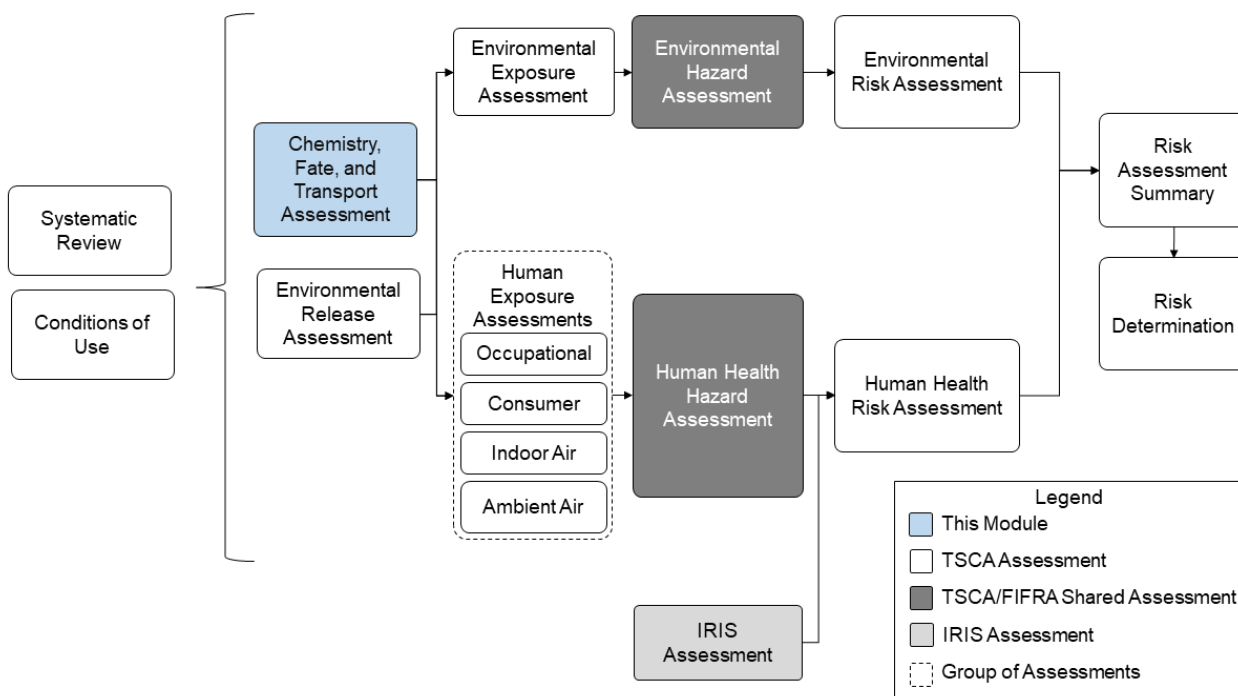 Systematic
Review
Conditions of
Use
Chemistry,
Fate, and
Transport
Assessment
Environmental
Release
Assessment
Environmental
Exposure
Assessment
Human
Exposure
Assessments
Occupational
Consumer
Indoor Air
Ambient Air
Environmental
Hazard
Assessment
Human Health
Hazard
Assessment
IRIS
Assessment
Environmental
Risk Assessment
Human Health
Risk Assessment
Risk
Assessment
Summary
Risk
Determination
Legend
This Module
TSCA Assessment
TSCA/FIFRA Shared Assessment
IRIS Assessment
Group of Assessments